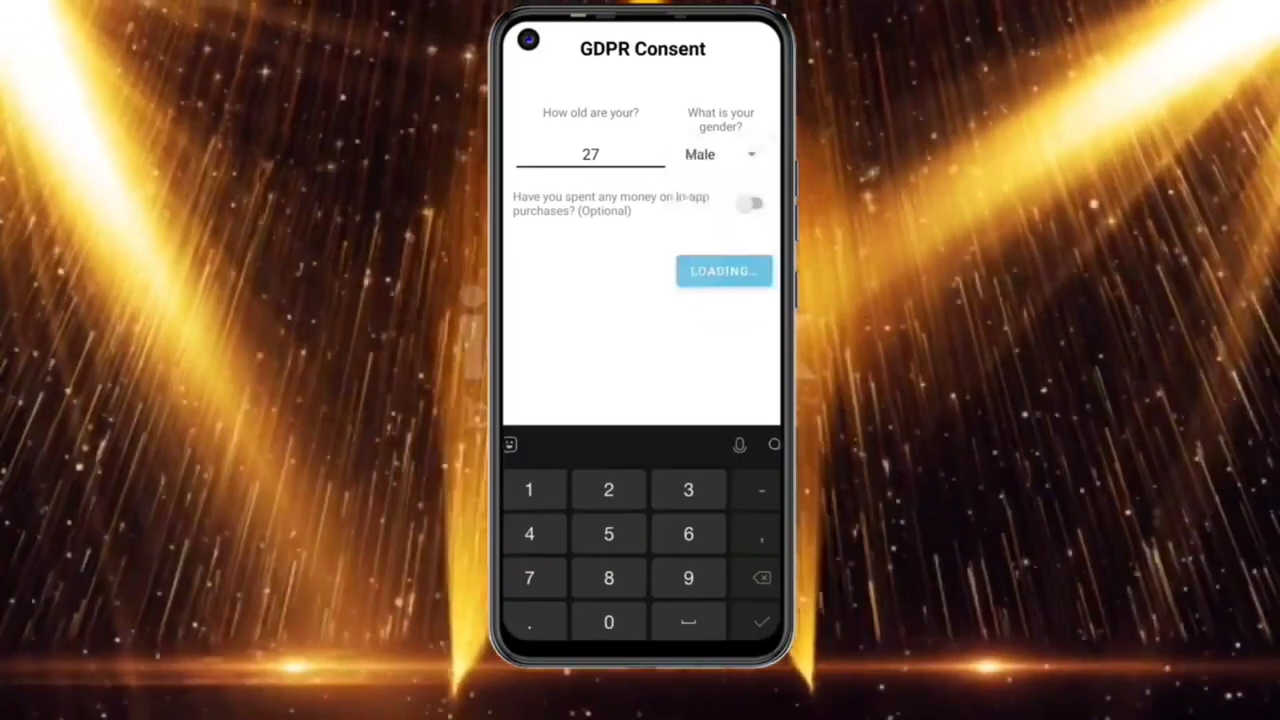 GDPR Consent
How old are your?
What is your
gender?
27
Male
Have you spent any money on in-app
purchases? (Optional)
LOADING...
1 2 3 -
4 5 6 ,
7 8 9
. 0